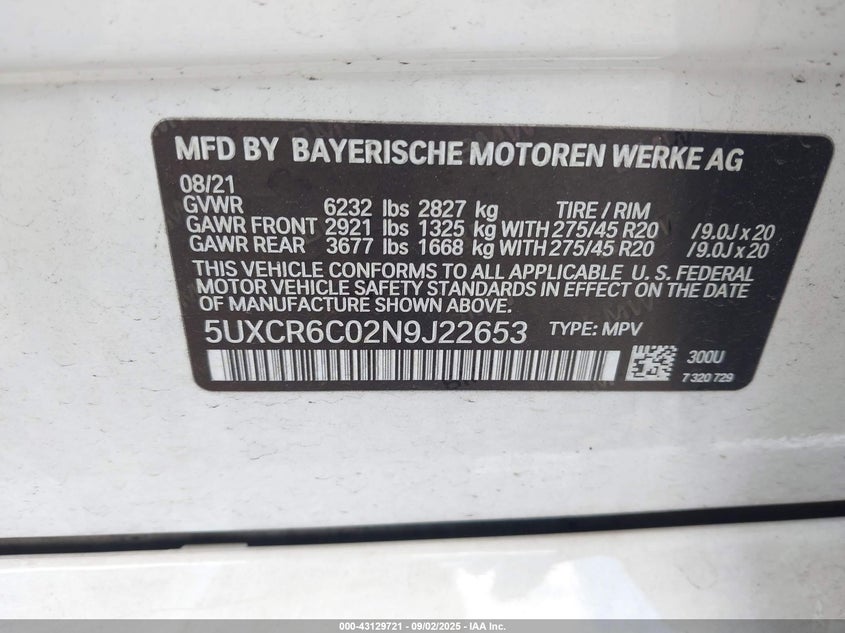 MFD BY BAYERISCHE MOTOREN WERKE AG
08/21
GVWR 6232 lbs 2827 kg TIRE / RIM
GAWR FRONT 2921 lbs 1325 kg WITH 275/45 R20 /9.0J x 20
GAWR REAR 3677 lbs 1668 kg WITH 275/45 R20 /9.0J x 20
THIS VEHICLE CONFORMS TO ALL APPLICABLE U. S. FEDERAL
MOTOR VEHICLE SAFETY STANDARDS IN EFFECT ON THE DATE
OF MANUFACTURE SHOWN ABOVE.
5UXCR6C02N9J22653 TYPE: MPV
300U
7 320 729
000-43129721 - 09/02/2025 - IAA Inc.